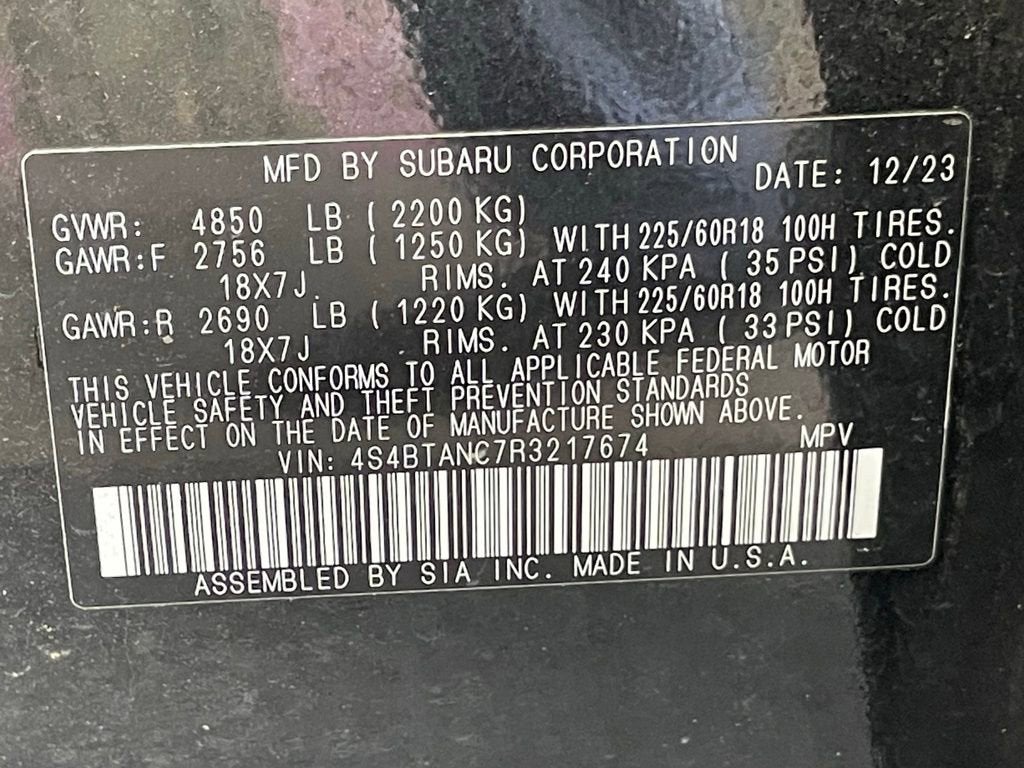 MFD BY SUBARU CORPORATION DATE: 12/23
GVWR: 4850 LB ( 2200 KG)
GAWR:F 2756 LB ( 1250 KG) WITH 225/60R18 100H TIRES.
18X7J RIMS. AT 240 KPA ( 35 PSI) COLD
GAWR:R 2690 LB ( 1220 KG) WITH 225/60R18 100H TIRES.
18X7J RIMS. AT 230 KPA ( 33 PSI) COLD
THIS VEHICLE CONFORMS TO ALL APPLICABLE FEDERAL MOTOR
VEHICLE SAFETY AND THEFT PREVENTION STANDARDS
IN EFFECT ON THE DATE OF MANUFACTURE SHOWN ABOVE.
VIN: 4S4BTANC7R3217674 MPV
ASSEMBLED BY SIA INC. MADE IN U.S.A.